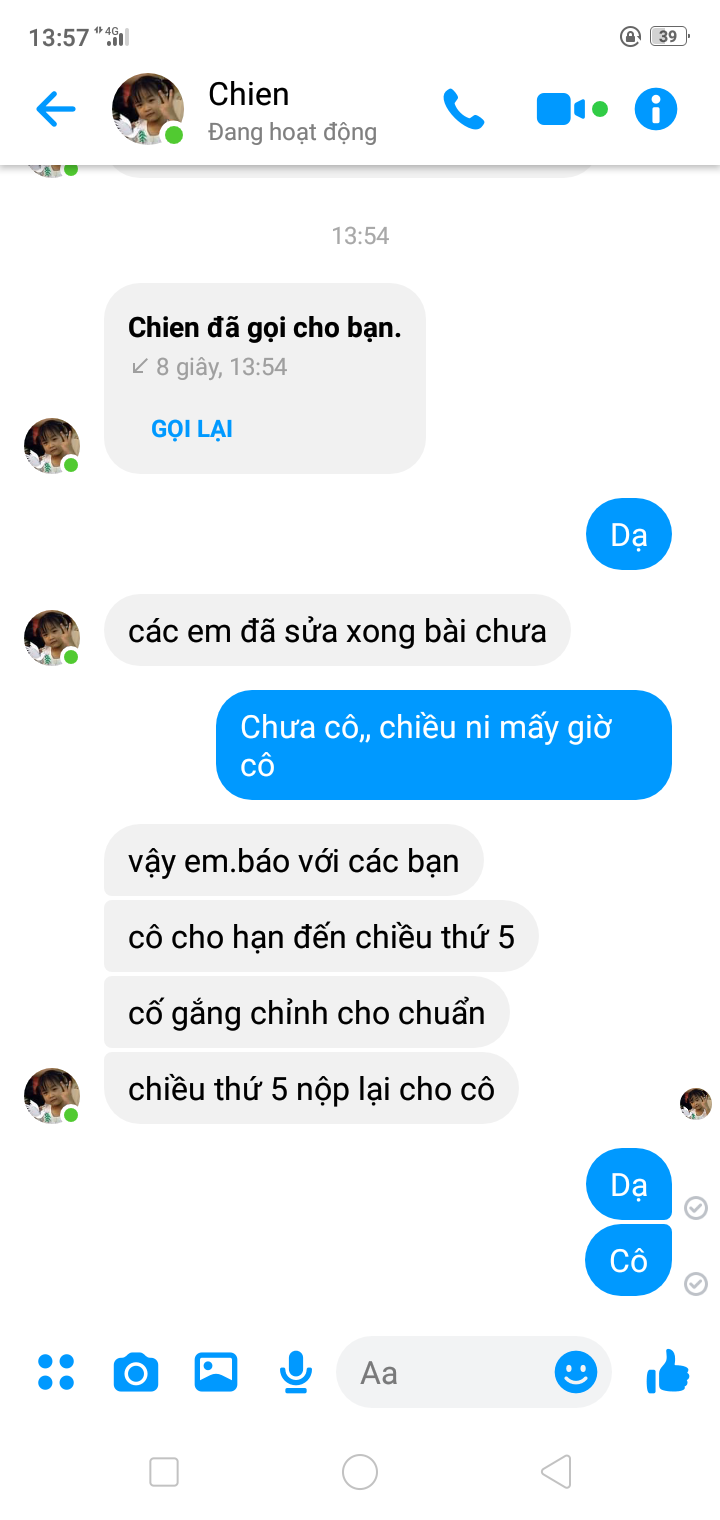 13:57 4G 39
Chien
Đang hoạt động
13:54
Chien đã gọi cho bạn.
8 giây, 13:54
GỌI LẠI
Dạ
các em đã sửa xong bài chưa
Chưa cô,, chiều ni mấy giờ
cô
vậy em.báo với các bạn
cô cho hạn đến chiều thứ 5
cố gắng chỉnh cho chuẩn
chiều thứ 5 nộp lại cho cô
Dạ
Cô
Aa